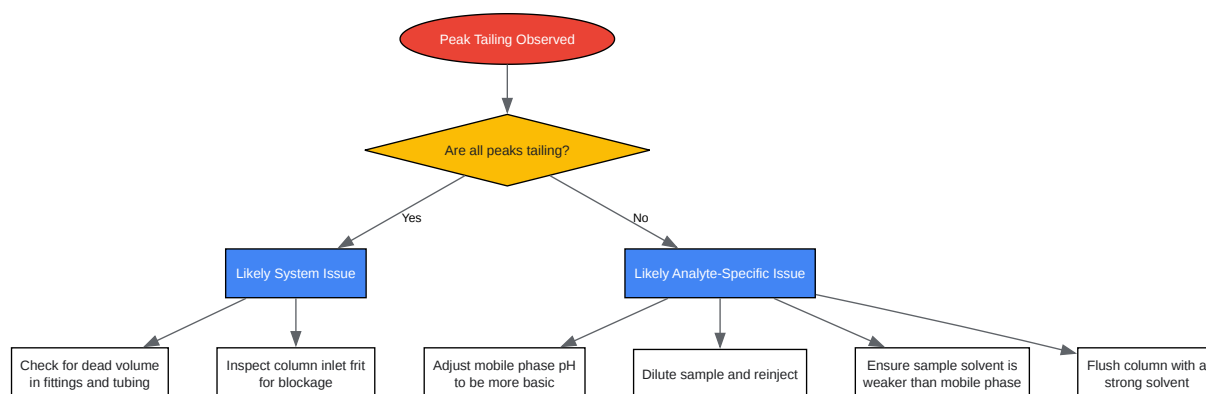 Peak Tailing Observed
Are all peaks tailing?
Yes
No
Likely System Issue
Likely Analyte-Specific Issue
Check for dead volume
in fittings and tubing
Inspect column inlet frit
for blockage
Adjust mobile phase pH
to be more basic
Dilute sample and reinject
Ensure sample solvent is
weaker than mobile phase
Flush column with a
strong solvent